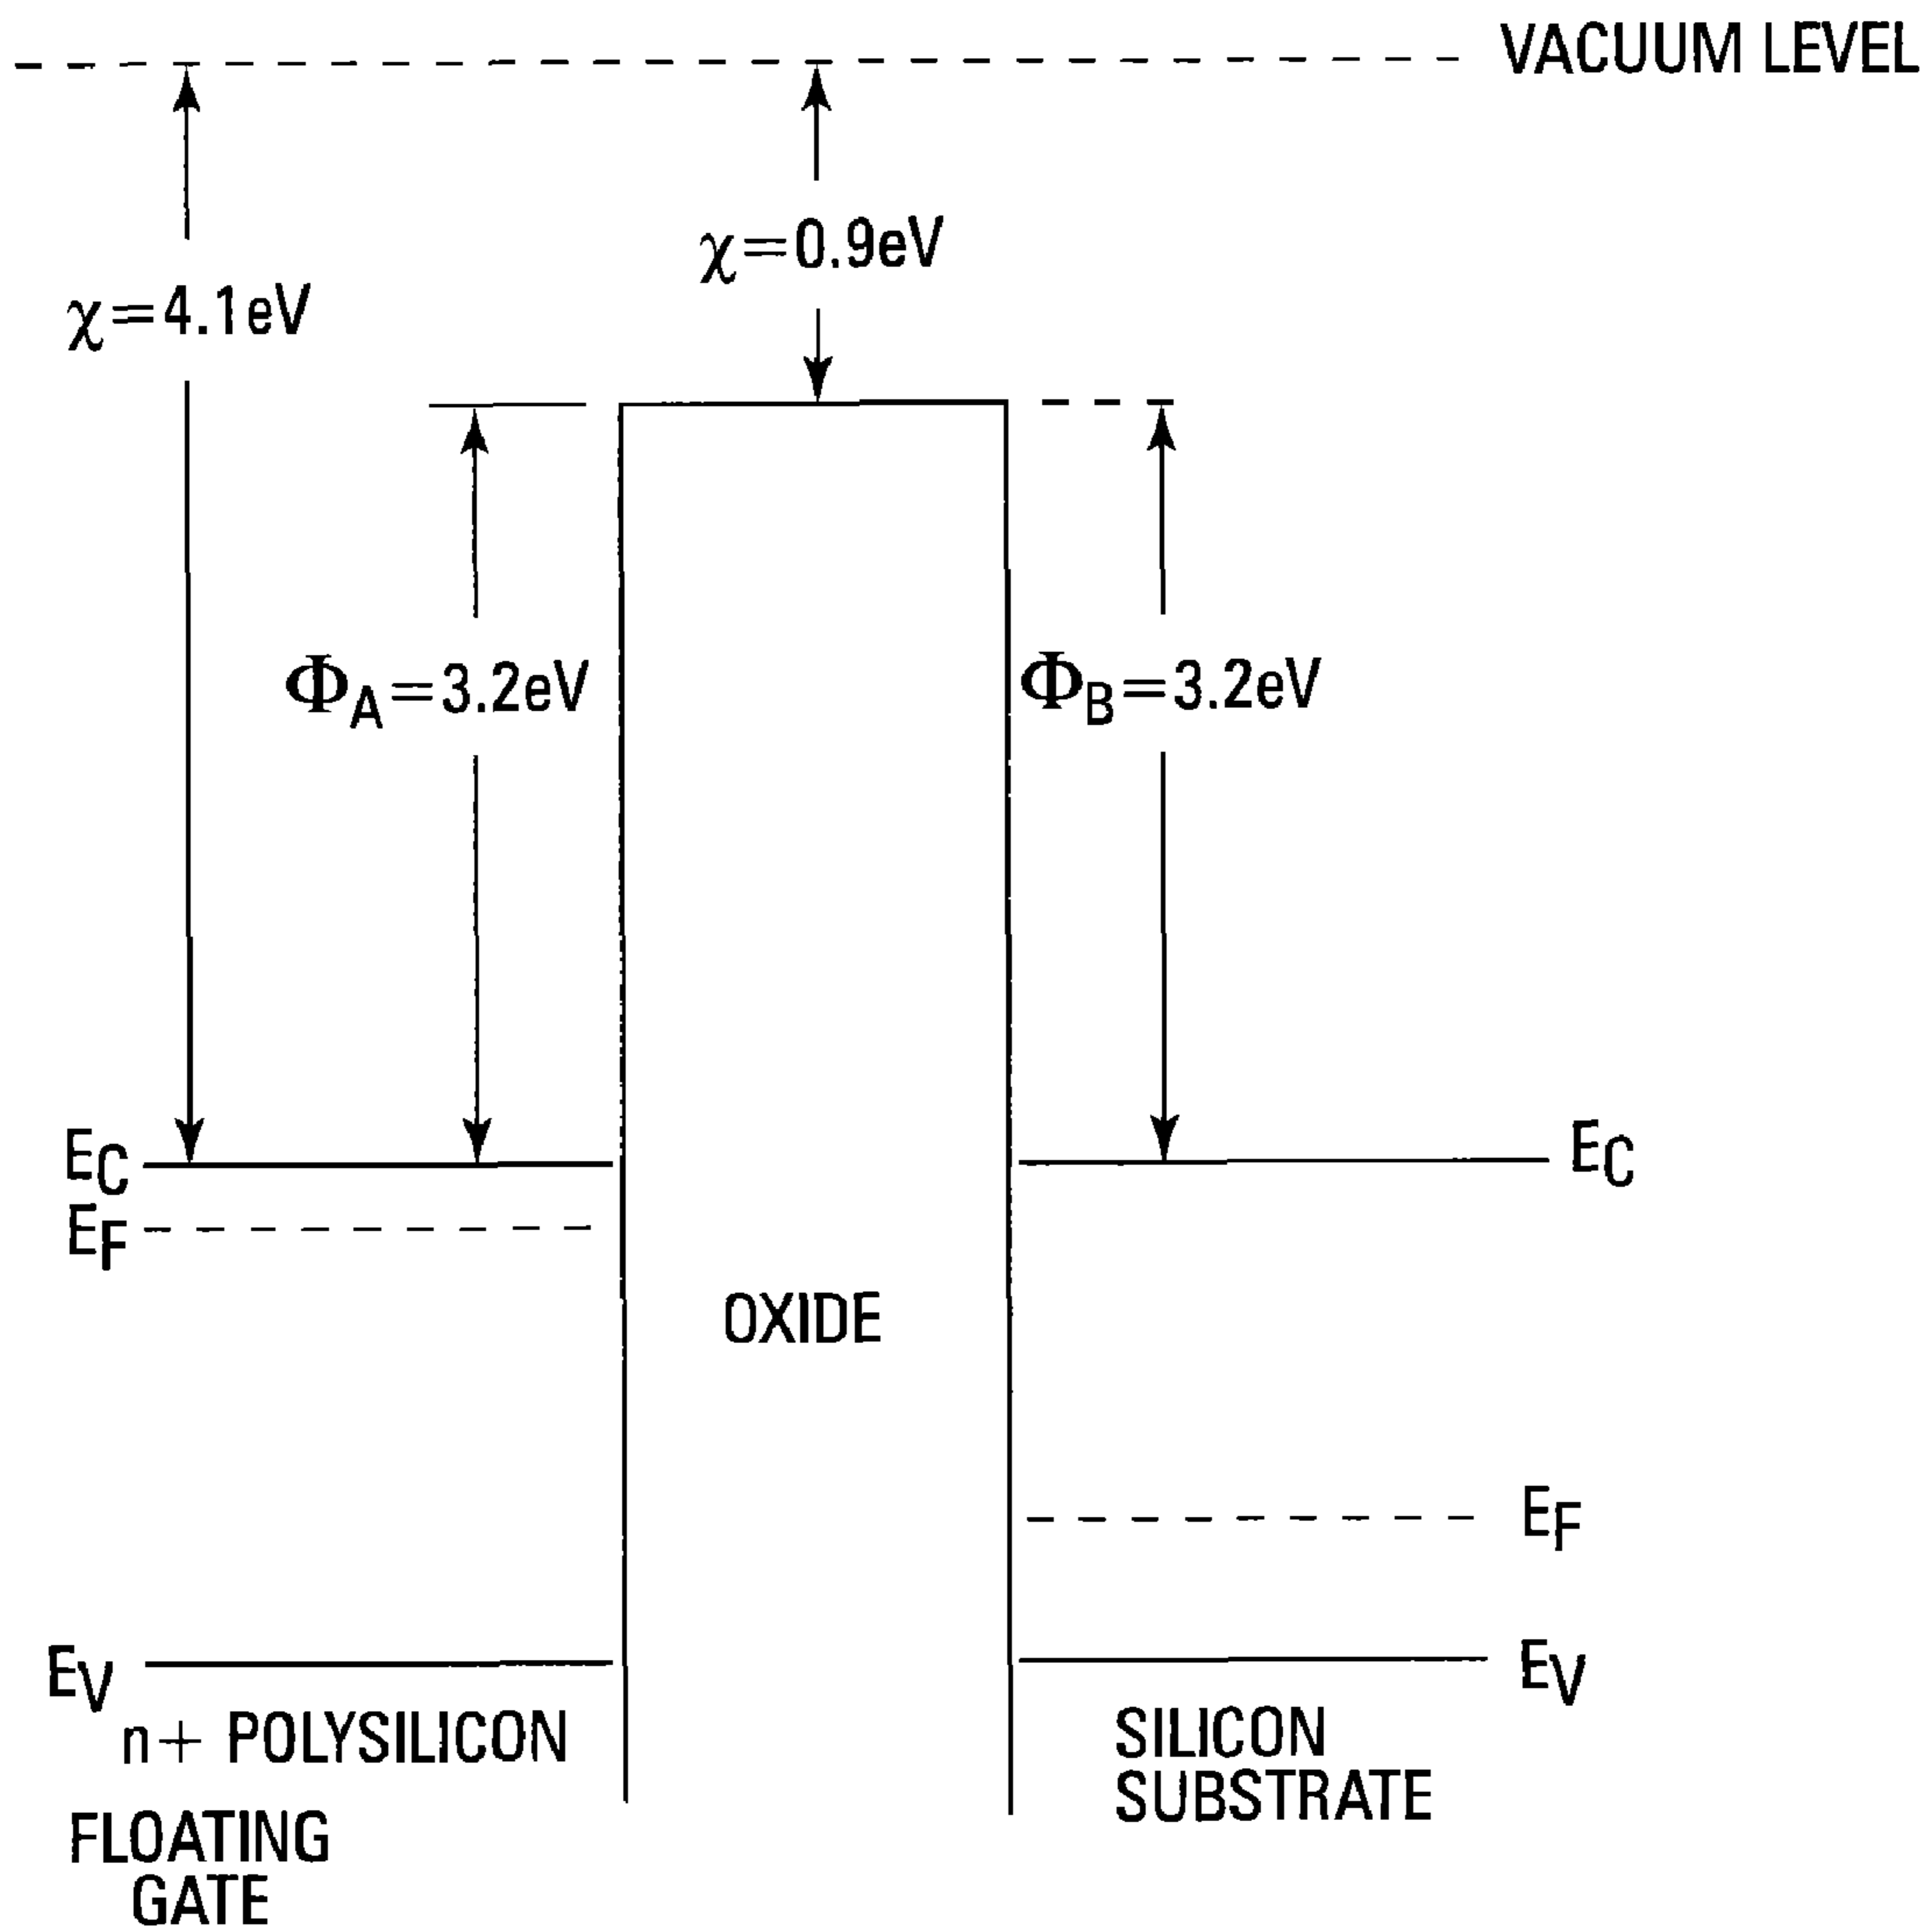 VACUUM LEVEL
χ=0.9eV
χ=4.1eV
ΦA=3.2eV
ΦB=3.2eV
EC
EC
EF
OXIDE
EF
EV
EV
n+ POLYSILICON
SILICON
SUBSTRATE
FLOATING
GATE